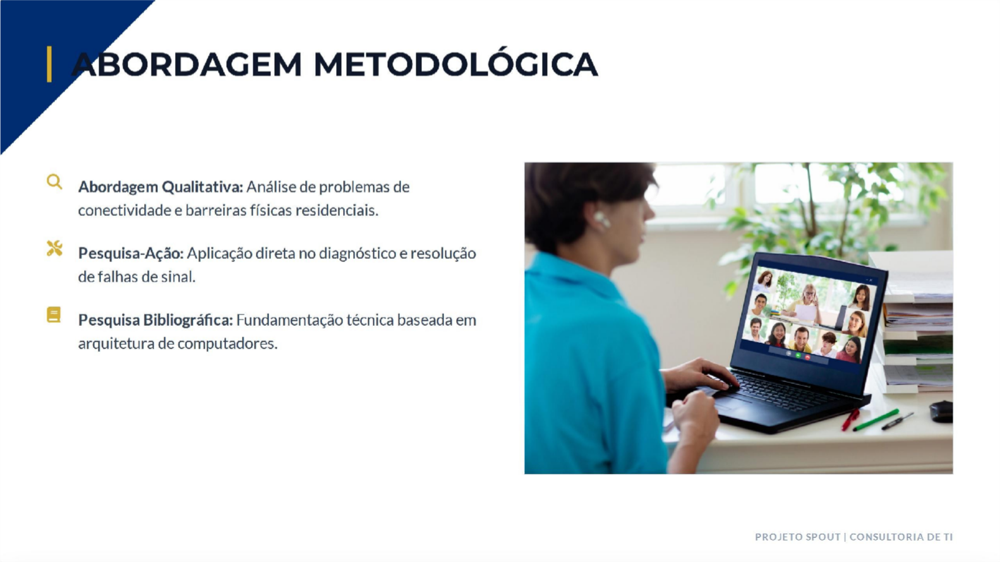 ABORDAGEM METODOLÓGICA
Abordagem Qualitativa: Análise de problemas de
conectividade e barreiras físicas residenciais.
Pesquisa-Ação: Aplicação direta no diagnóstico e resolução
de falhas de sinal.
Pesquisa Bibliográfica: Fundamentação técnica baseada em
arquitetura de computadores.
PROJETO SPOUT | CONSULTORIA DE TI